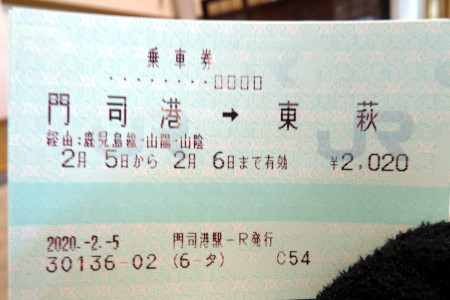 乗車券
・・・・・・・・□□□□
門司港 → 東萩
経由:鹿児島線・山陽・山陰
2月 5日から 2月 6日まで有効 ¥2,020
JR
2020.-2.-5 門司港駅-R発行
30136-02 (6-タ) C54